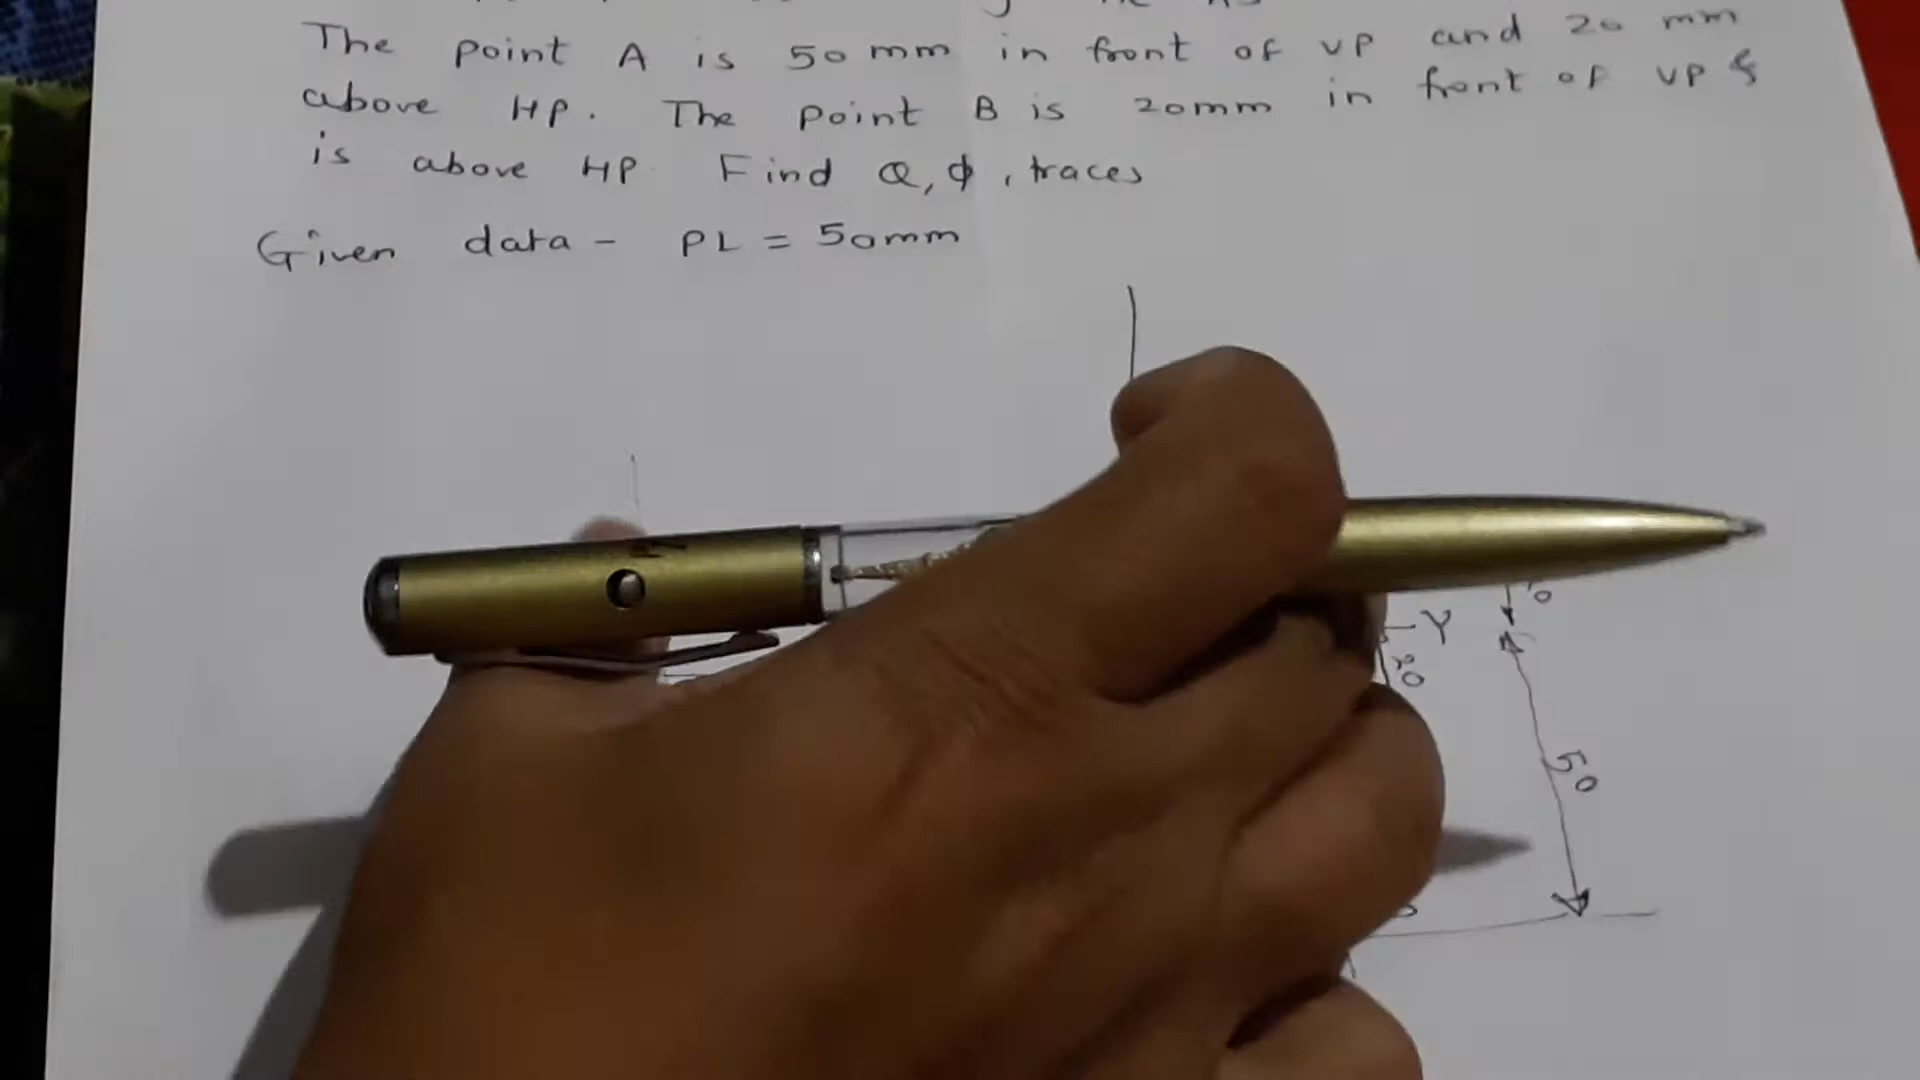 The point A is 50 mm in front of VP and 20 mm
above HP. The point B is 20mm in front of VP &
is above HP. Find Q, φ, traces
Given data - PL = 50mm
Y
20
50